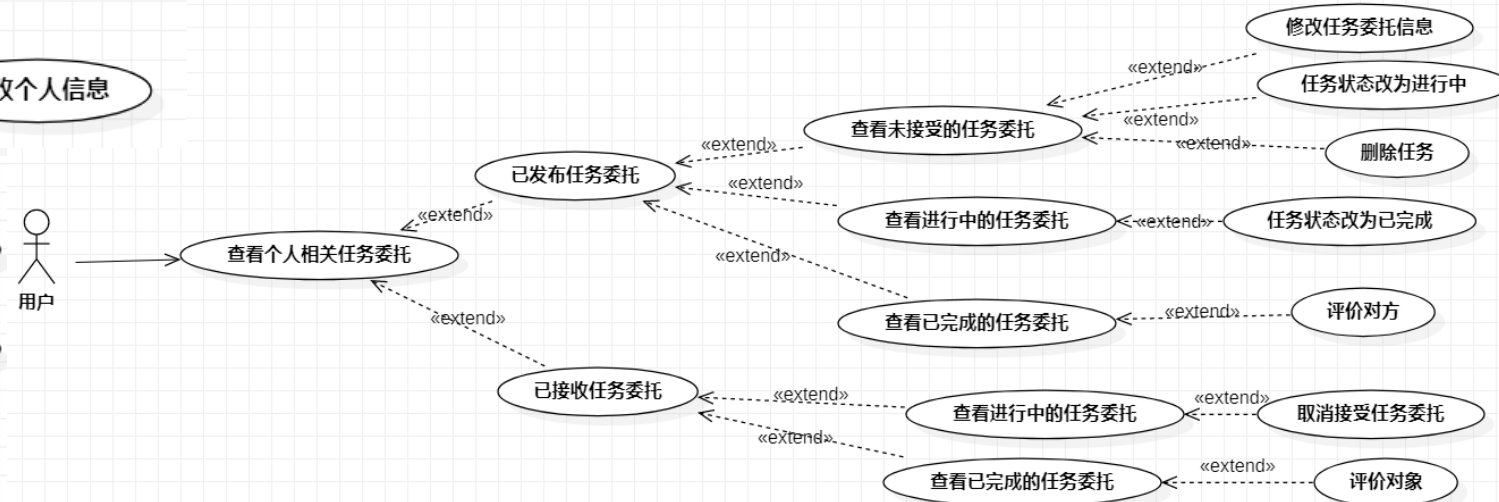 修改任务委托信息
«extend»
任务状态改为进行中
改个人信息
«extend»
查看未接受的任务委托
«extend»
删除任务
«extend»
已发布任务委托
«extend»
«extend»
查看进行中的任务委托
«extend»
任务状态改为已完成
查看个人相关任务委托
«extend»
用户
«extend»
查看已完成的任务委托
«extend»
评价对方
«extend»
已接收任务委托
«extend»
查看进行中的任务委托
«extend»
取消接受任务委托
«extend»
查看已完成的任务委托
«extend»
评价对象